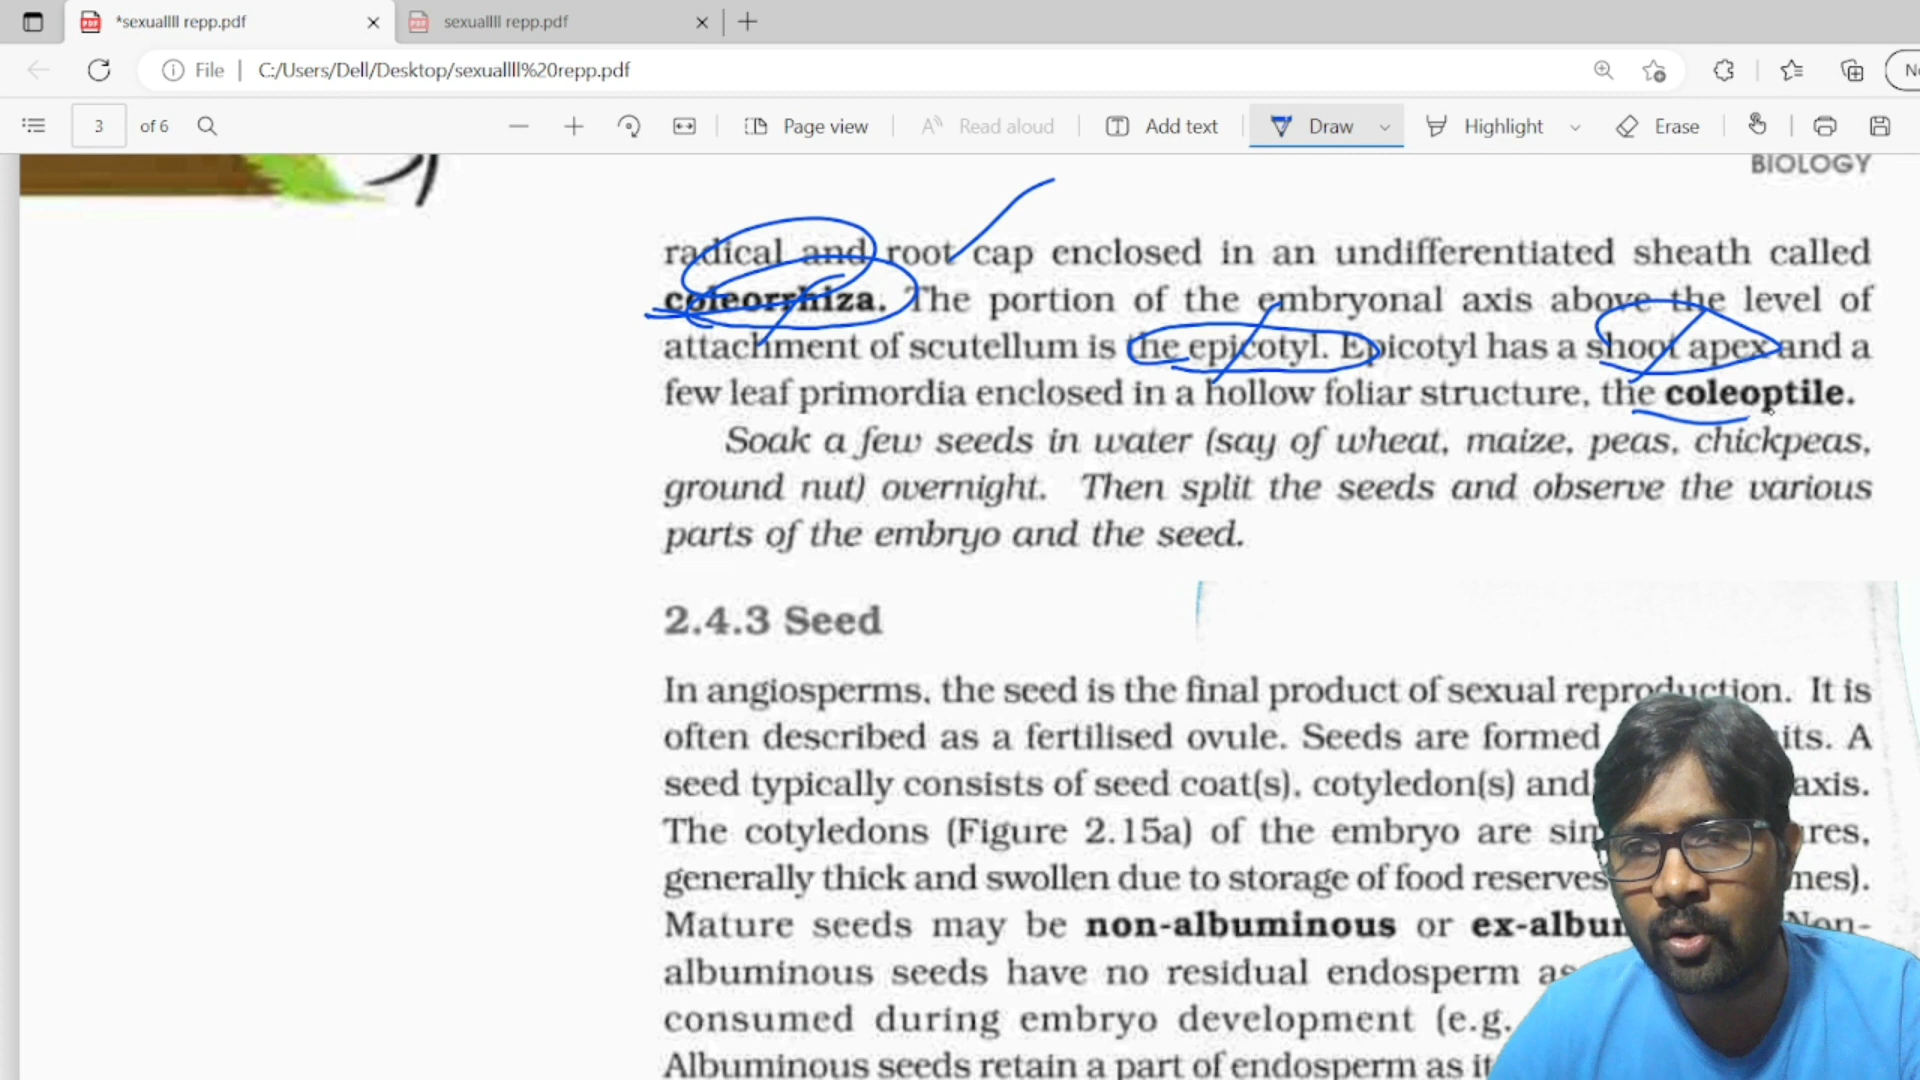 *sexuallll repp.pdf
sexuallll repp.pdf
File
C:/Users/Dell/Desktop/sexuallll%20repp.pdf
3 of 6
Page view
Read aloud
Add text
Draw
Highlight
Erase
BIOLOGY
radical and root cap enclosed in an undifferentiated sheath called
coleorrhiza. The portion of the embryonal axis above the level of
attachment of scutellum is the epicotyl. Epicotyl has a shoot apex and a
few leaf primordia enclosed in a hollow foliar structure, the coleoptile.
Soak a few seeds in water (say of wheat, maize, peas, chickpeas,
ground nut) overnight. Then split the seeds and observe the various
parts of the embryo and the seed.
2.4.3 Seed
In angiosperms, the seed is the final product of sexual reproduction. It is
often described as a fertilised ovule. Seeds are formed its. A
seed typically consists of seed coat(s), cotyledon(s) and axis.
The cotyledons (Figure 2.15a) of the embryo are sim res,
generally thick and swollen due to storage of food reserves mes).
Mature seeds may be non-albuminous or ex-albu Non-
albuminous seeds have no residual endosperm as
consumed during embryo development (e.g.
Albuminous seeds retain a part of endosperm as it